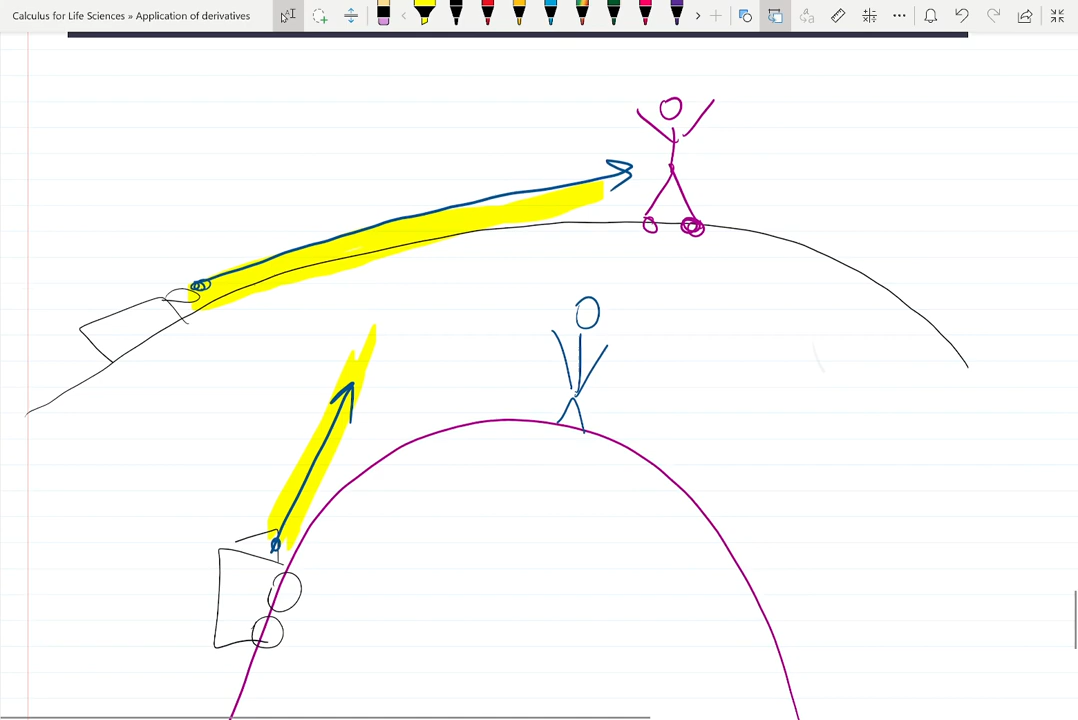 Calculus for Life Sciences » Application of derivatives